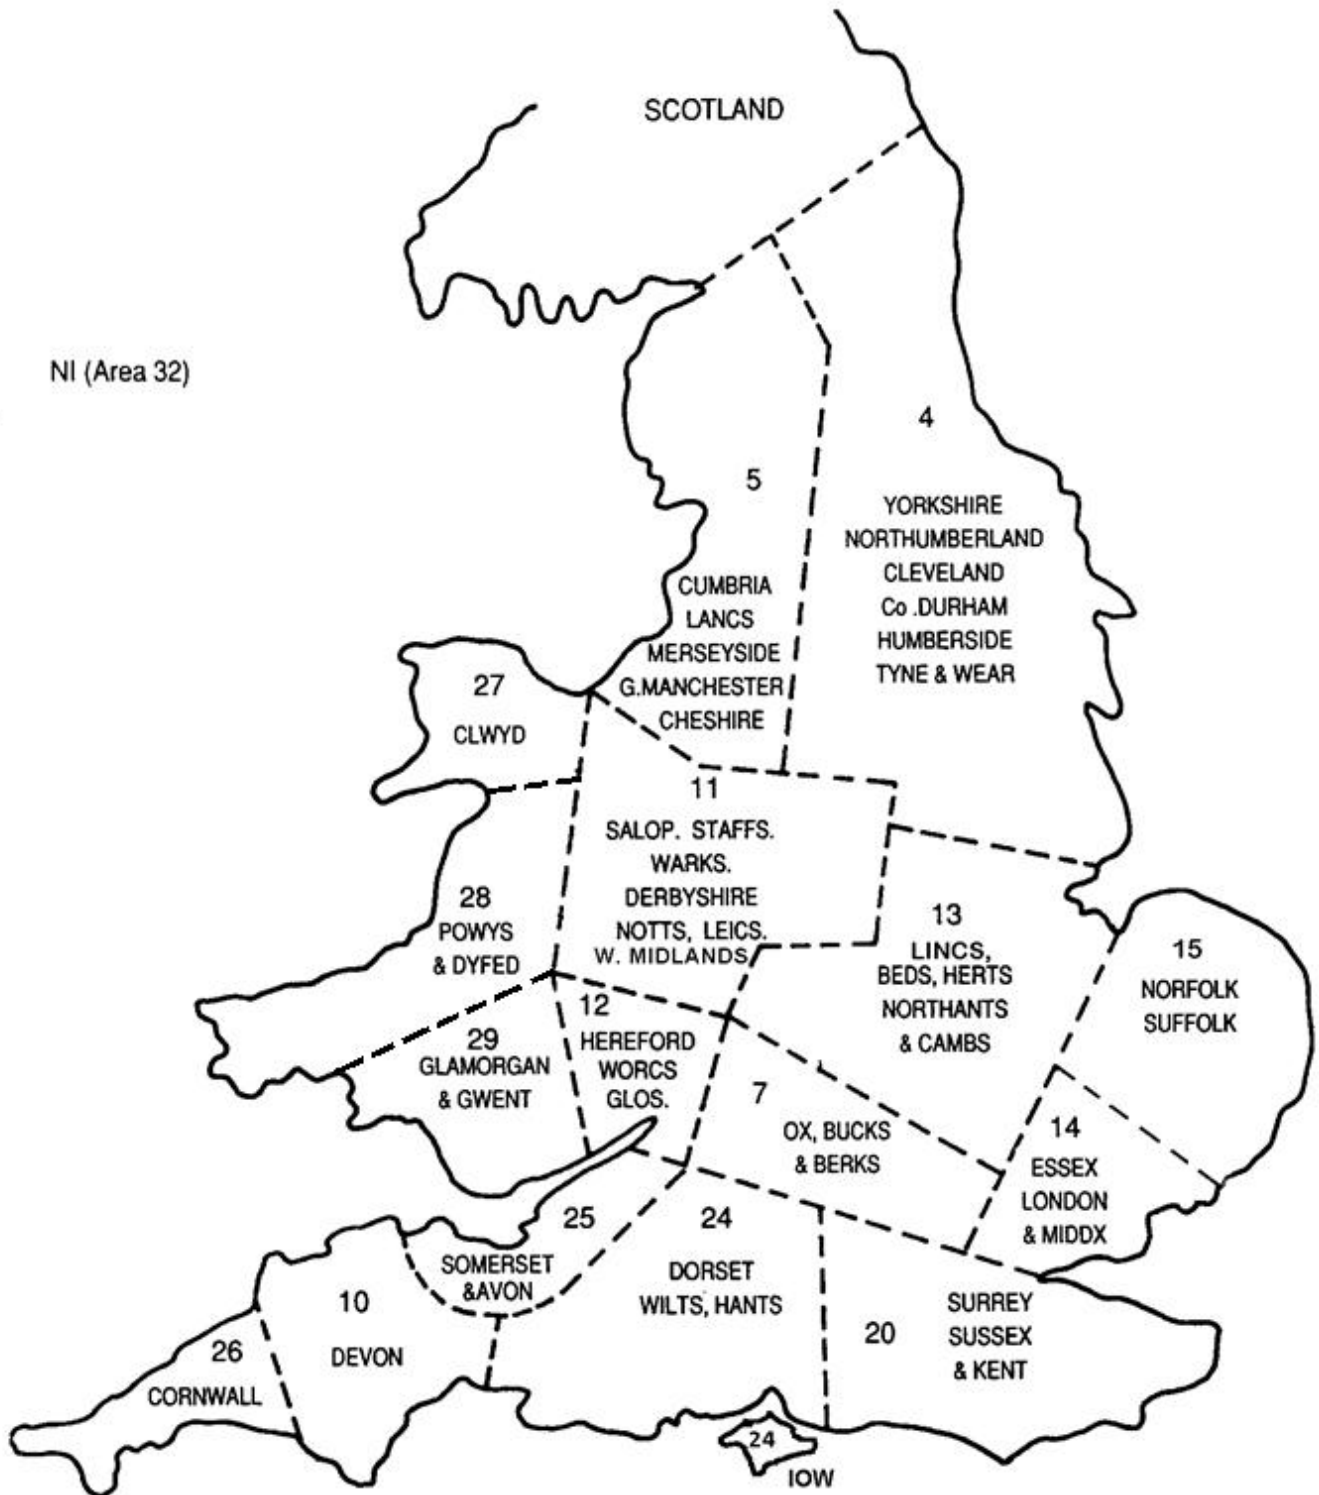 SCOTLAND
NI (Area 32)
4
YORKSHIRE
NORTHUMBERLAND
CLEVELAND
Co .DURHAM
HUMBERSIDE
TYNE & WEAR
5
CUMBRIA
LANCS
MERSEYSIDE
G.MANCHESTER
CHESHIRE
27
CLWYD
11
SALOP. STAFFS.
WARKS.
DERBYSHIRE
NOTTS, LEICS.
W. MIDLANDS
28
POWYS
& DYFED
13
LINCS,
BEDS, HERTS
NORTHANTS
& CAMBS
15
NORFOLK
SUFFOLK
12
HEREFORD
WORCS
GLOS.
29
GLAMORGAN
& GWENT
7
OX, BUCKS
& BERKS
14
ESSEX
LONDON
& MIDDX
25
SOMERSET
&AVON
24
DORSET
WILTS, HANTS
10
DEVON
20
SURREY
SUSSEX
& KENT
26
CORNWALL
24
IOW